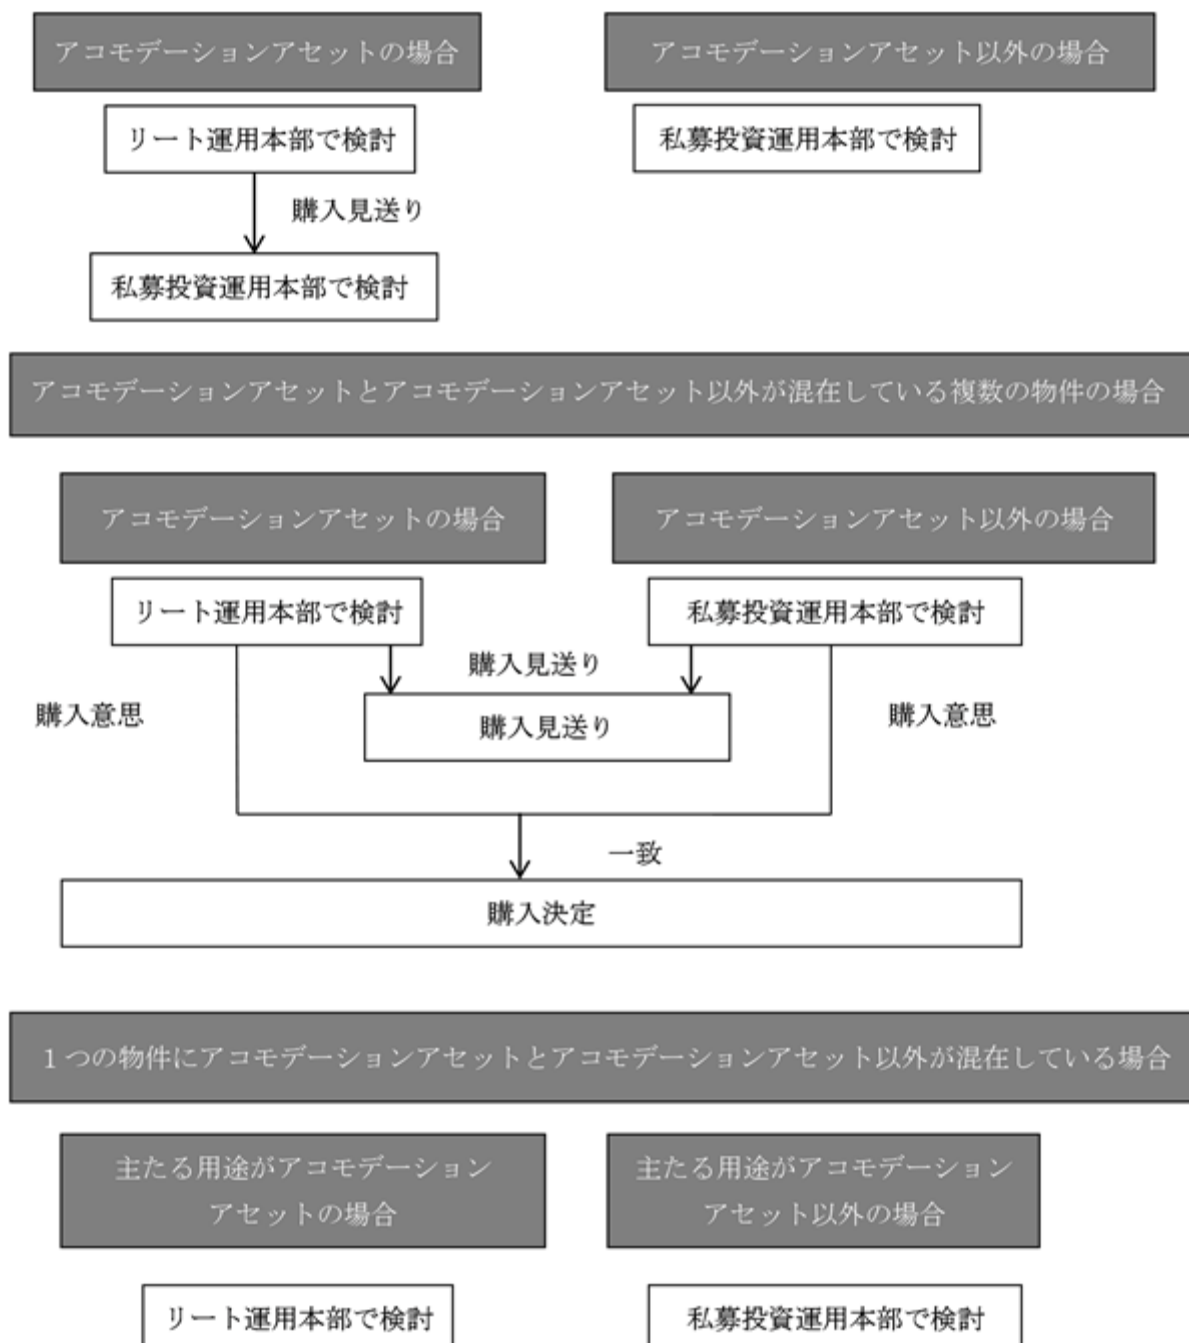 アコモデーションアセットの場合
アコモデーションアセット以外の場合
リート運用本部で検討
私募投資運用本部で検討
購入見送り
私募投資運用本部で検討
アコモデーションアセットとアコモデーションアセット以外が混在している複数の物件の場合
アコモデーションアセットの場合
アコモデーションアセット以外の場合
リート運用本部で検討
私募投資運用本部で検討
購入見送り
購入意思
購入見送り
購入意思
一致
購入決定
1つの物件にアコモデーションアセットとアコモデーションアセット以外が混在している場合
主たる用途がアコモデーション
アセットの場合
主たる用途がアコモデーション
アセット以外の場合
リート運用本部で検討
私募投資運用本部で検討